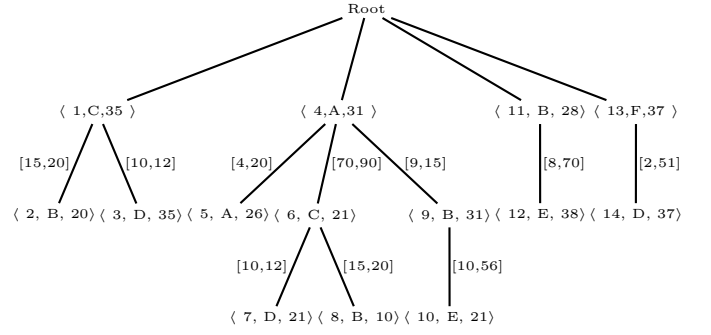 Root
⟨ 1,C,35 ⟩ ⟨ 4,A,31 ⟩ ⟨ 11, B, 28⟩ ⟨ 13,F,37 ⟩
[15,20] [10,12] [4,20] [70,90] [9,15] [8,70] [2,51]
⟨ 2, B, 20⟩ ⟨ 3, D, 35⟩ ⟨ 5, A, 26⟩ ⟨ 6, C, 21⟩ ⟨ 9, B, 31⟩ ⟨ 12, E, 38⟩ ⟨ 14, D, 37⟩
[10,12] [15,20] [10,56]
⟨ 7, D, 21⟩ ⟨ 8, B, 10⟩ ⟨ 10, E, 21⟩